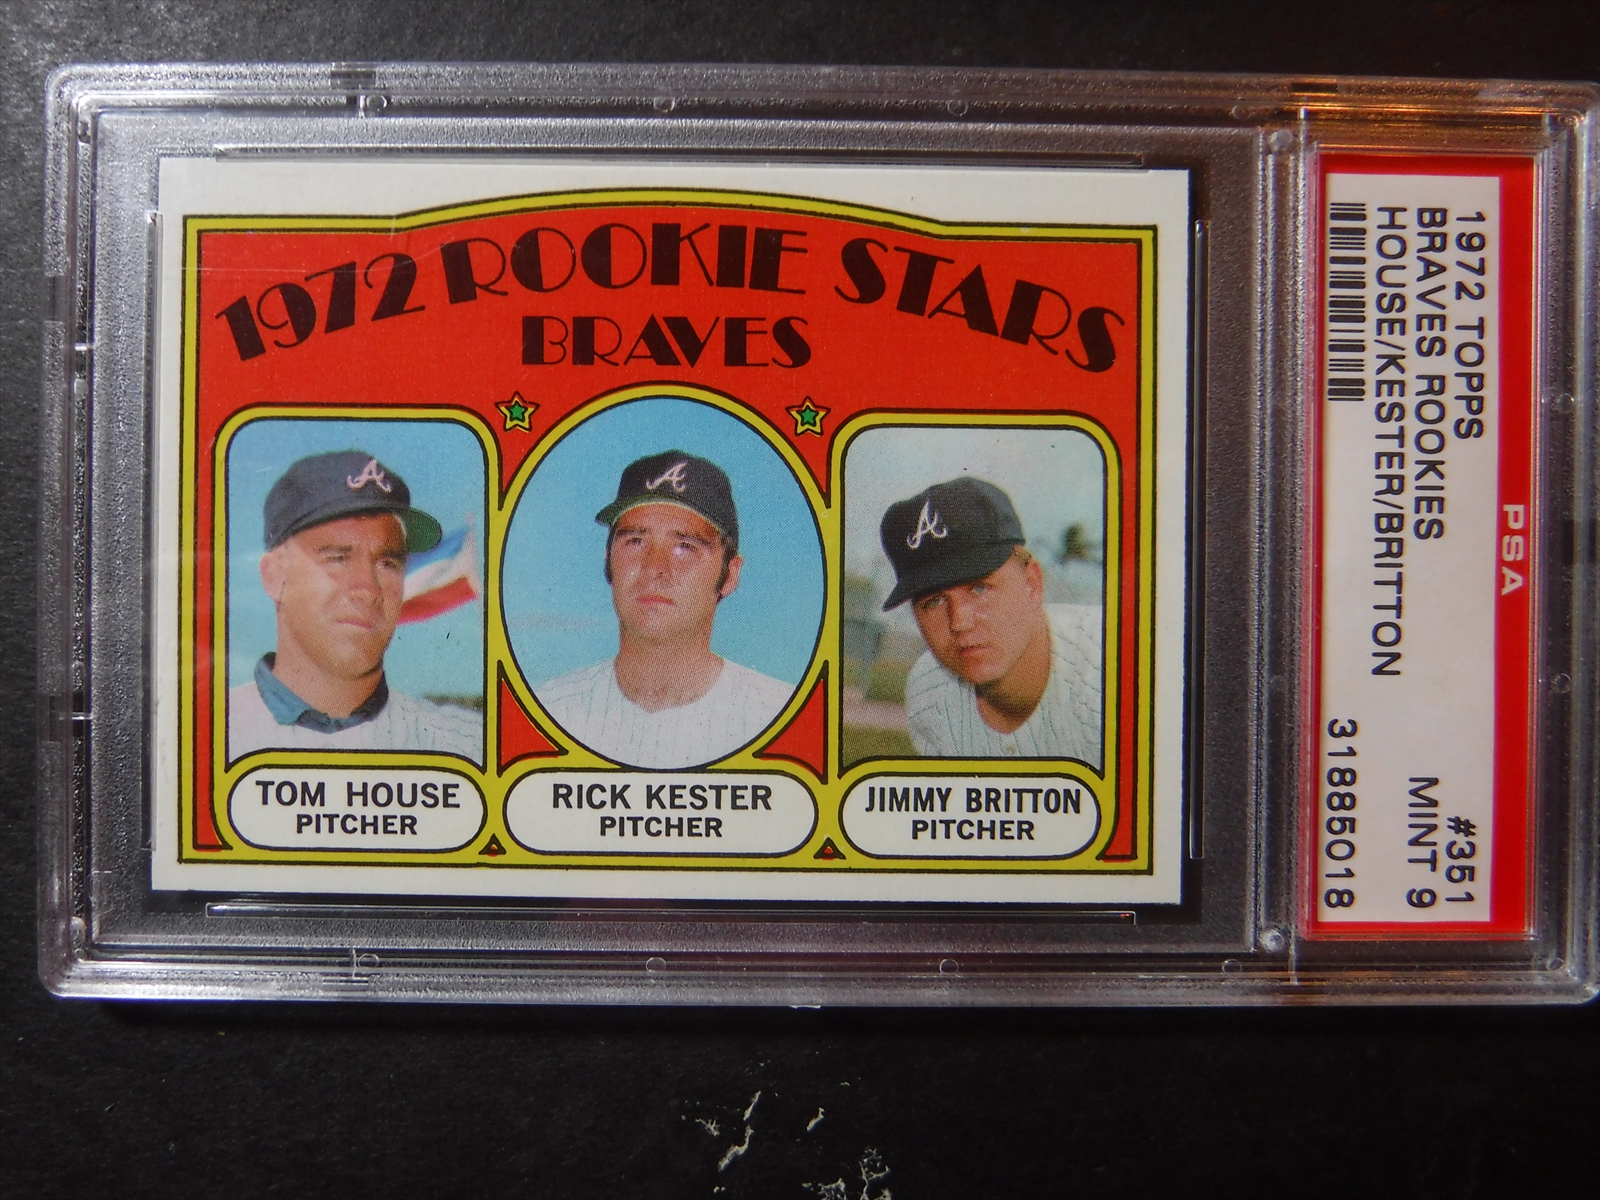 1972 ROOKIE STARS
BRAVES
A
A
A
TOM HOUSE
PITCHER
RICK KESTER
PITCHER
JIMMY BRITTON
PITCHER
PSA
1972 TOPPS #351
BRAVES ROOKIES MINT 9
HOUSE/KESTER/BRITTON
31885018